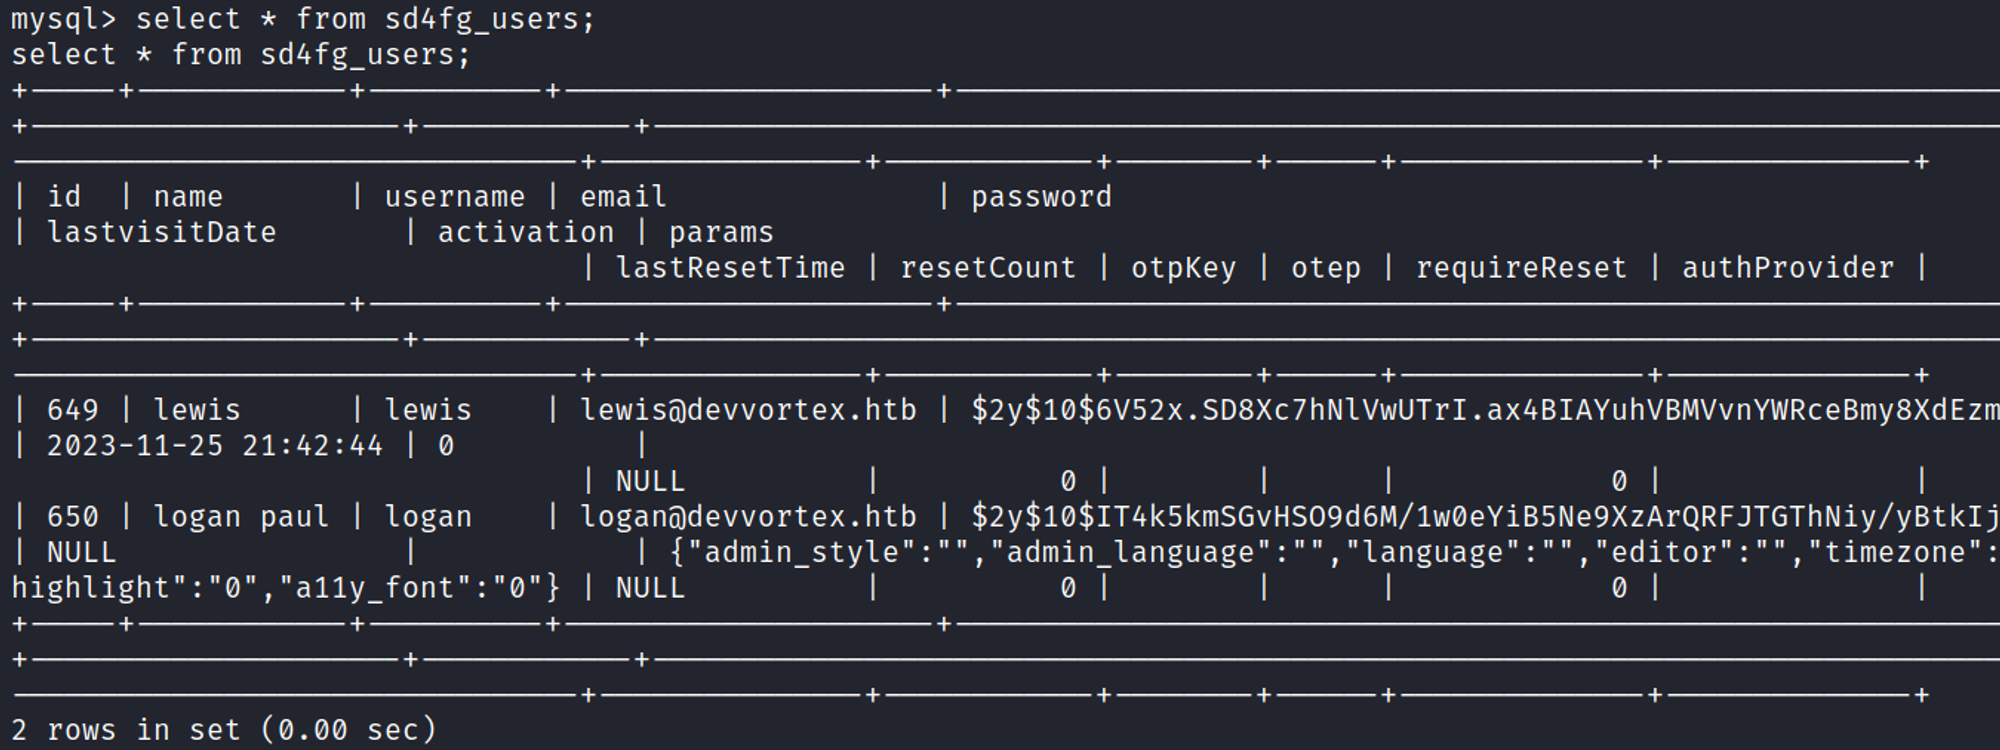 mysql> select * from sd4fg_users;
select * from sd4fg_users;
| id | name | username | email | password
| lastvisitDate | activation | params
| lastResetTime | resetCount | otpKey | otep | requireReset | authProvider |
| 649 | lewis | lewis | lewis@devvortex.htb | $2y$10$6V52x.SD8Xc7hNlVwUTrI.ax4BIAYuhVBMVvnYWRceBmy8XdEzm
| 2023-11-25 21:42:44 | 0 |
| NULL | 0 | | | 0 | |
| 650 | logan paul | logan | logan@devvortex.htb | $2y$10$IT4k5kmSGvHSO9d6M/1w0eYiB5Ne9XzArQRFJTGThNiy/yBtkIj
| NULL | | {"admin_style":"","admin_language":"","language":"","editor":"","timezone":
highlight":"0","a11y_font":"0"} | NULL | 0 | | | 0 | |
2 rows in set (0.00 sec)